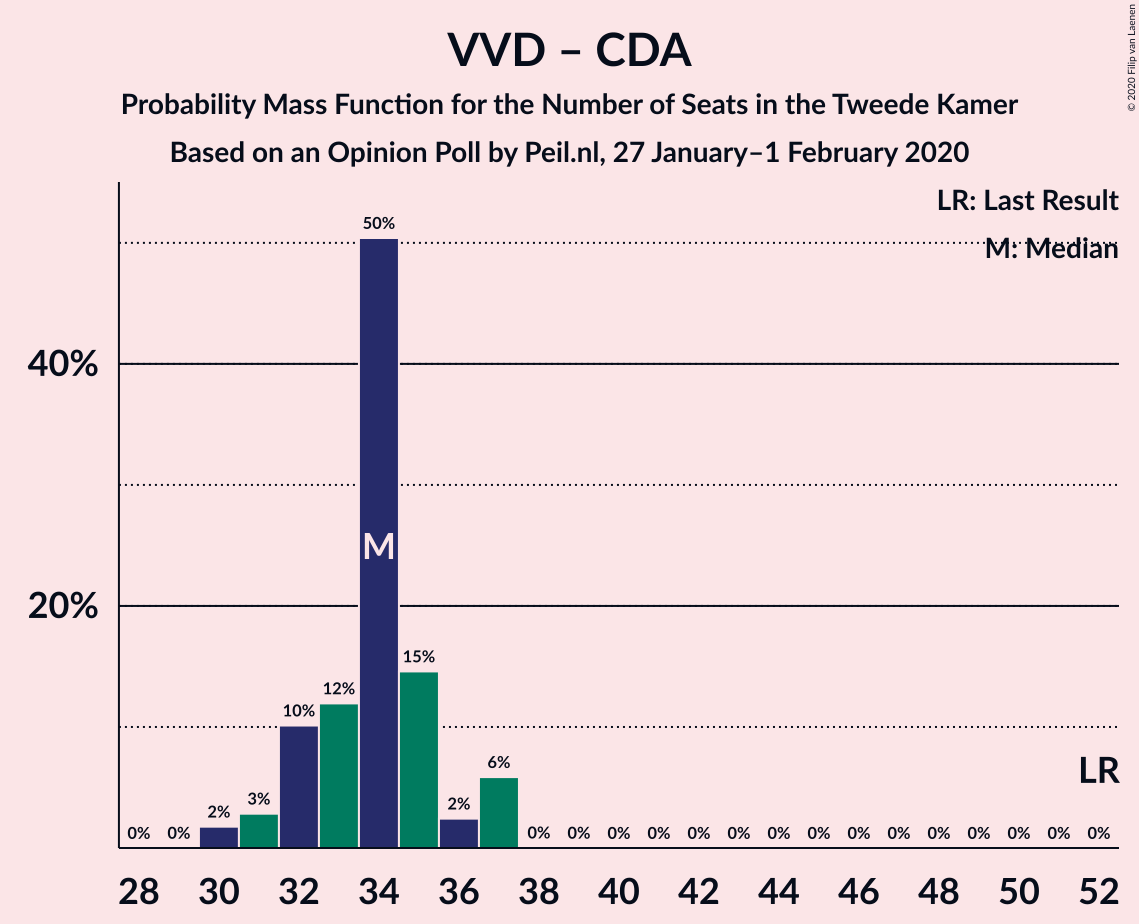 VVD – CDA
Probability Mass Function for the Number of Seats in the Tweede Kamer
Based on an Opinion Poll by Peil.nl, 27 January–1 February 2020
© 2020 Filip van Laenen
LR: Last Result
M: Median
50%
40%
M
20%
15%
12%
10%
LR
6%
3%
2%
2%
0% 0% 0% 0% 0% 0% 0% 0% 0% 0% 0% 0% 0% 0% 0% 0% 0%
28 30 32 34 36 38 40 42 44 46 48 50 52